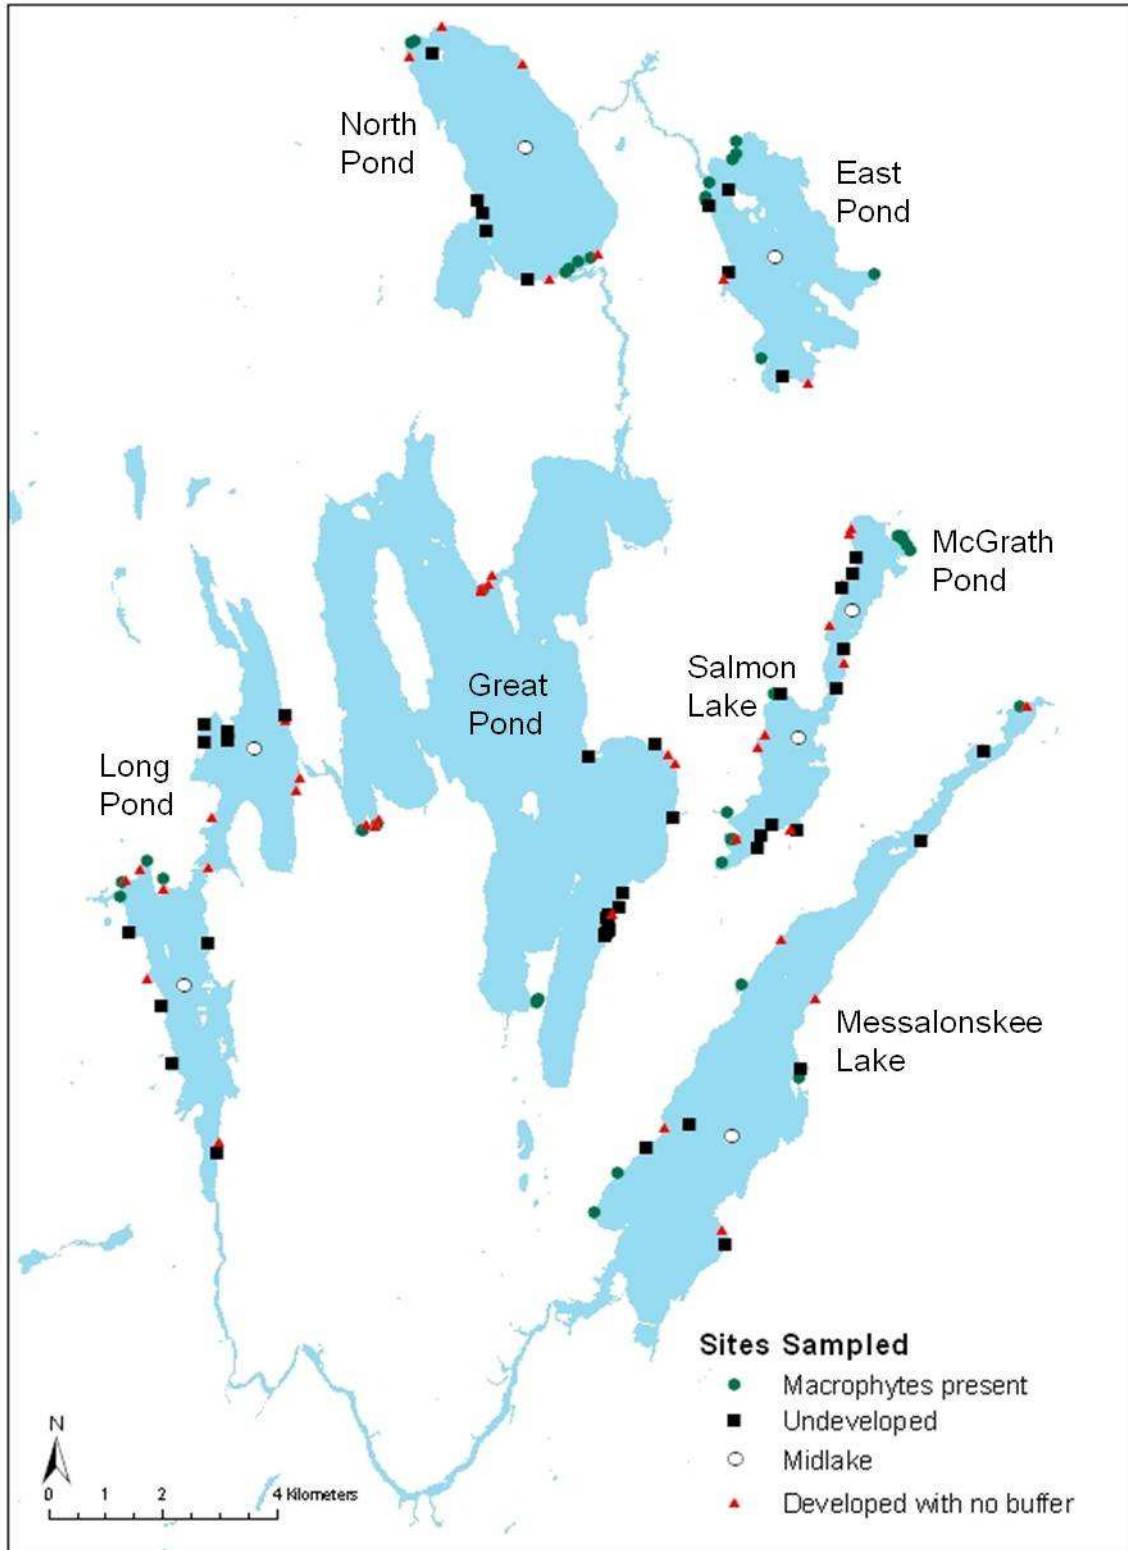 North
Pond
East
Pond
McGrath
Pond
Salmon
Lake
Great
Pond
Long
Pond
Messalonskee
Lake
Sites Sampled
Macrophytes present
Undeveloped
Midlake
Developed with no buffer
N
0 1 2 4 Kilometers